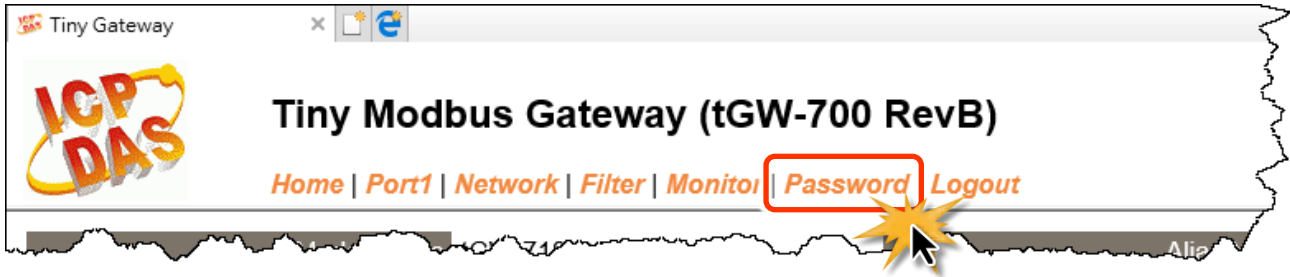 Tiny Gateway
ICP
DAS
Tiny Modbus Gateway (tGW-700 RevB)
Home | Port1 | Network | Filter | Monitor | Password | Logout